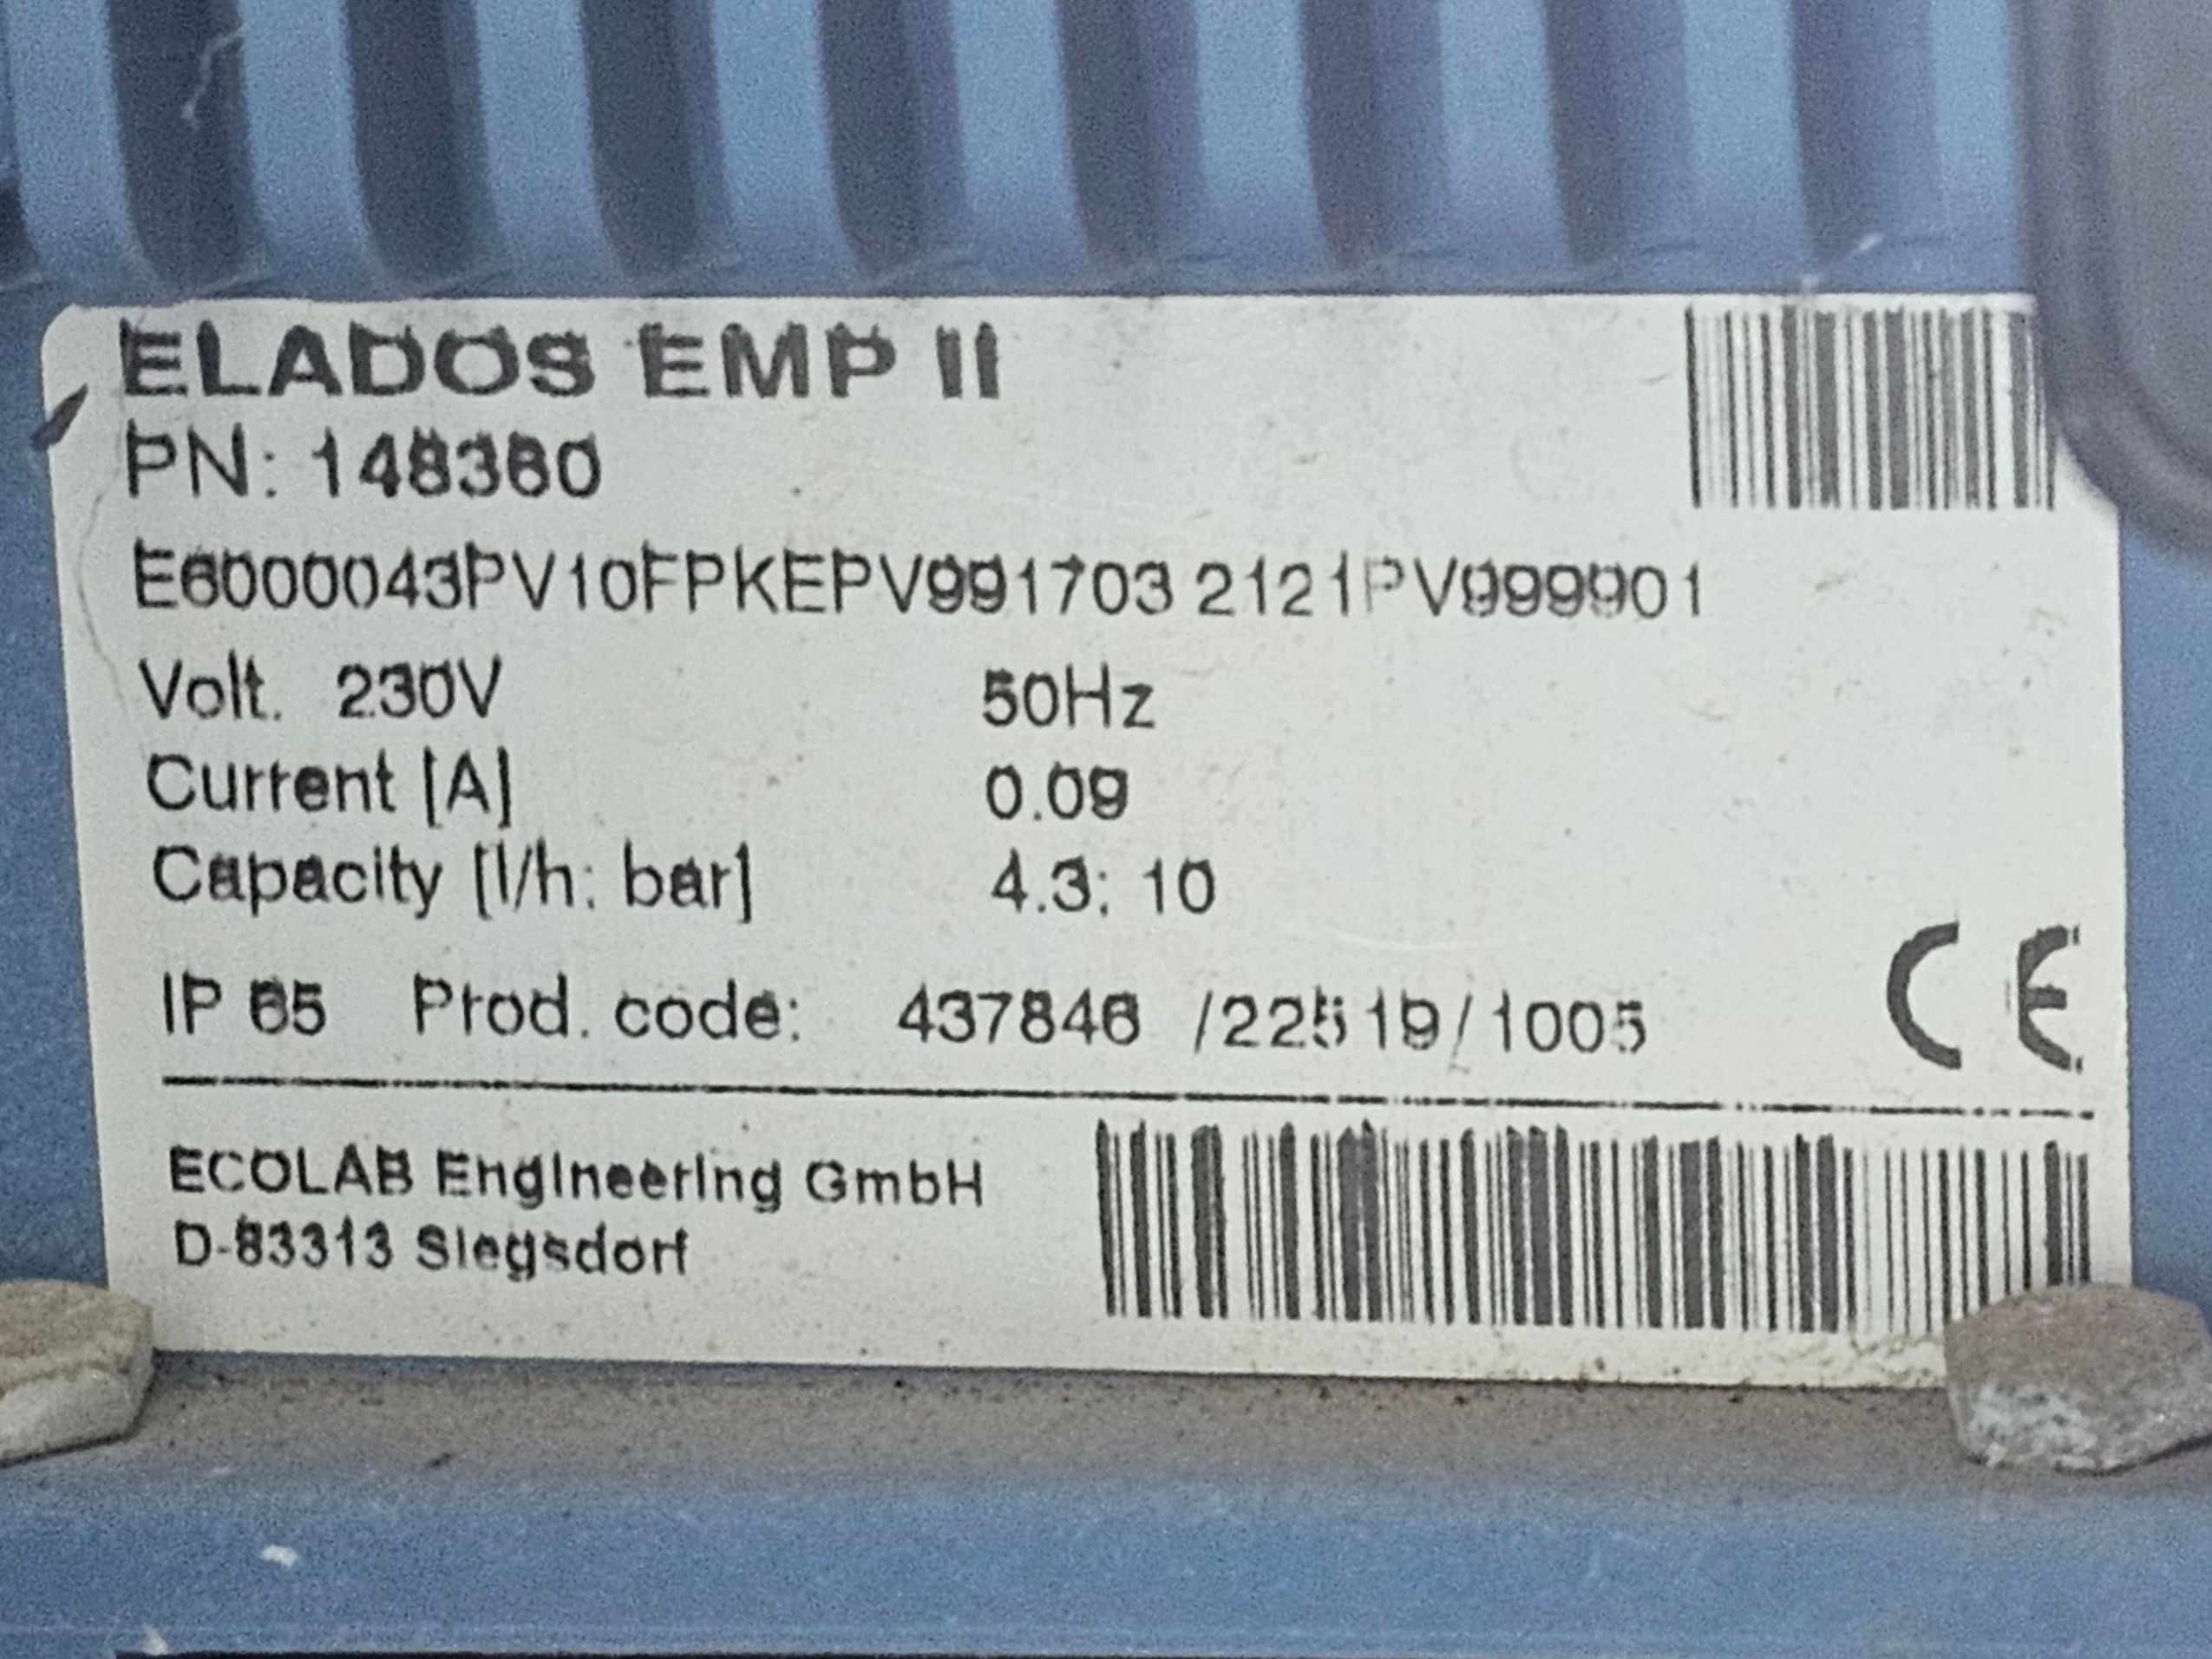 ELADOS EMP II
PN: 148360
E6000043PV10FPKEPV991703 2121PV999901
Volt. 230V 50Hz
Current [A] 0.09
Capacity [l/h; bar] 4.3; 10
IP 65 Prod. code: 437846 /22519/1005
CE
ECOLAB Engineering GmbH
D-83313 Siegsdorf